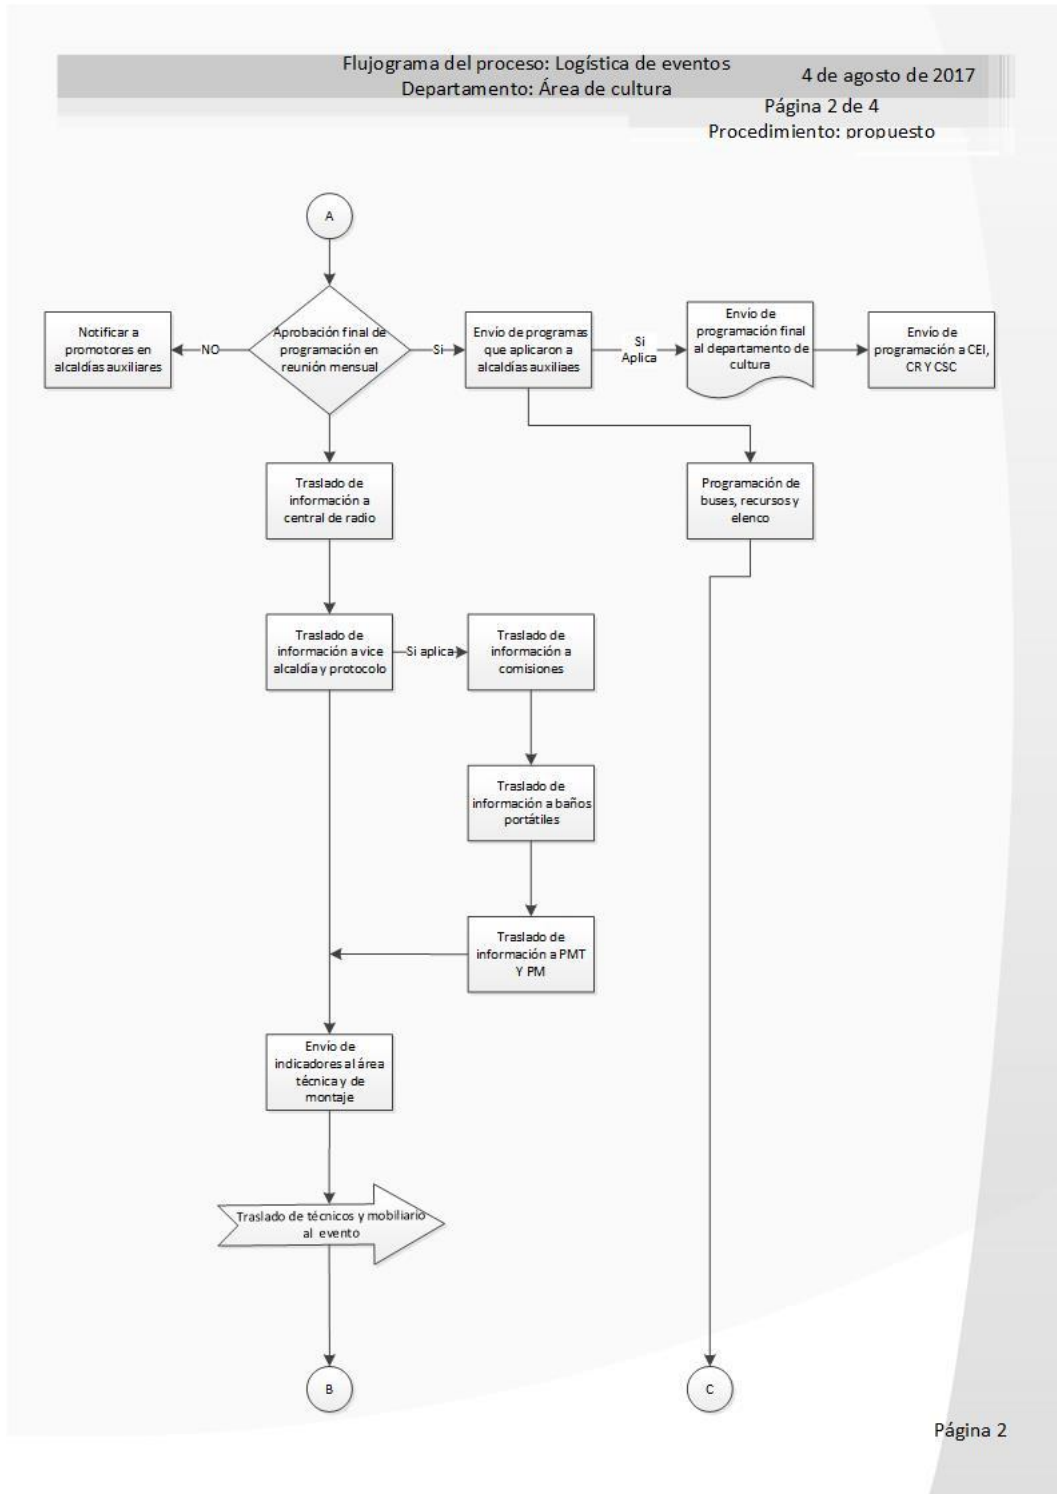 Flujograma del proceso: Logística de eventos
Departamento: Área de cultura
4 de agosto de 2017
Página 2 de 4
Procedimiento: propuesto
A
Notificar a
promotores en
alcaldías auxiliares
NO
Aprobación final de
programación en
reunión mensual
Si
Envío de programas
que aplicaron a
alcaldías auxiliaes
Si
Aplica
Envío de
programación final
al departamento de
cultura
Envío de
programación a CEI,
CR Y CSC
Traslado de
información a
central de radio
Programación de
buses, recursos y
elenco
Traslado de
información a vice
alcaldía y protocolo
Si aplica
Traslado de
información a
comisiones
Traslado de
información a baños
portátiles
Traslado de
información a PMT
Y PM
Envío de
indicadores al área
técnica y de
montaje
Traslado de técnicos y mobiliario
al evento
B
C
Página 2